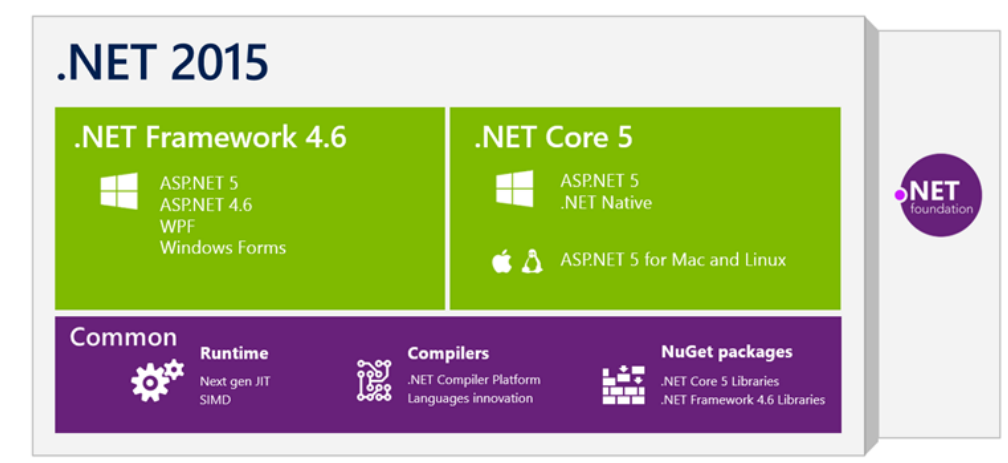 .NET 2015
.NET Framework 4.6
ASP.NET 5
ASP.NET 4.6
WPF
Windows Forms
.NET Core 5
ASP.NET 5
.NET Native
ASP.NET 5 for Mac and Linux
Common
Runtime
Next gen JIT
SIMD
Compilers
.NET Compiler Platform
Languages innovation
NuGet packages
.NET Core 5 Libraries
.NET Framework 4.6 Libraries
.NET
foundation